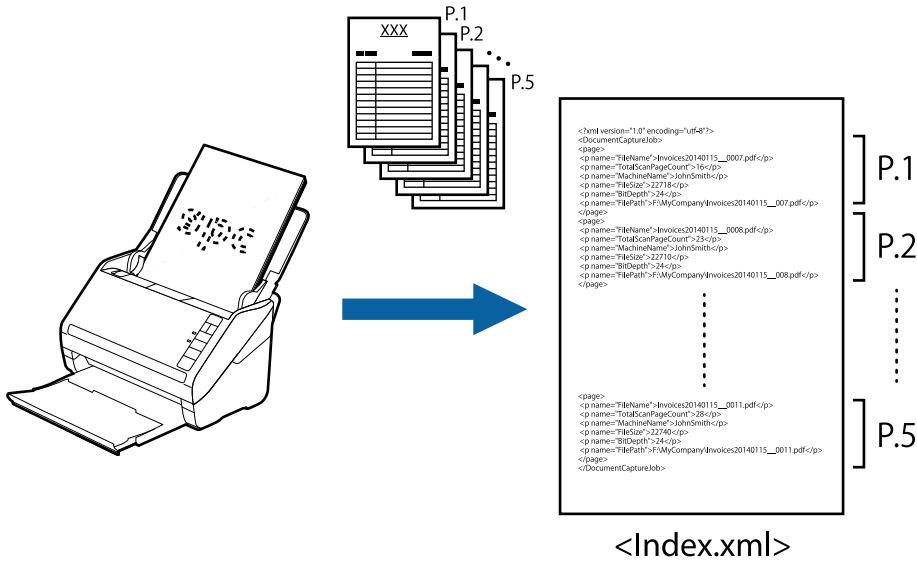 P.1
XXX
P.2
P.5
<?xml version="1.0" encoding="utf-8"?>
<DocumentCaptureJob>
<page>
<p name="FileName">Invoices20140115__0007.pdf</p>
<p name="TotalScanPageCount">16</p>
<p name="MachineName">JohnSmith</p>
<p name="FileSize">22718</p>
<p name="BitDepth">24</p>
<p name="FilePath">F:\MyCompany\Invoices20140115__007.pdf</p>
</page>
P.1
<page>
<p name="FileName">Invoices20140115__0008.pdf</p>
<p name="TotalScanPageCount">23</p>
<p name="MachineName">JohnSmith</p>
<p name="FileSize">22710</p>
<p name="BitDepth">24</p>
<p name="FilePath">F:\MyCompany\Invoices20140115__008.pdf</p>
</page>
P.2
<page>
<p name="FileName">Invoices20140115__0011.pdf</p>
<p name="TotalScanPageCount">28</p>
<p name="MachineName">JohnSmith</p>
<p name="FileSize">22740</p>
<p name="BitDepth">24</p>
<p name="FilePath">F:\MyCompany\Invoices20140115__0011.pdf</p>
</page>
</DocumentCaptureJob>
P.5
<Index.xml>